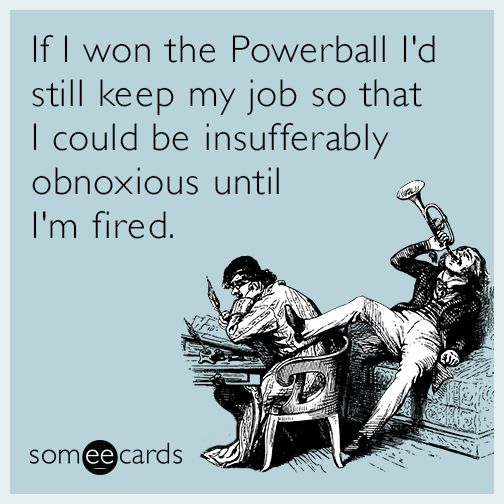 If I won the Powerball I'd
still keep my job so that
I could be insufferably
obnoxious until
I'm fired.
someecards